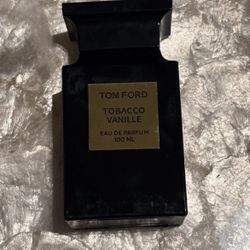 TOM FORD
TOBACCO
VANILLE
EAU DE PARFUM
100 ML